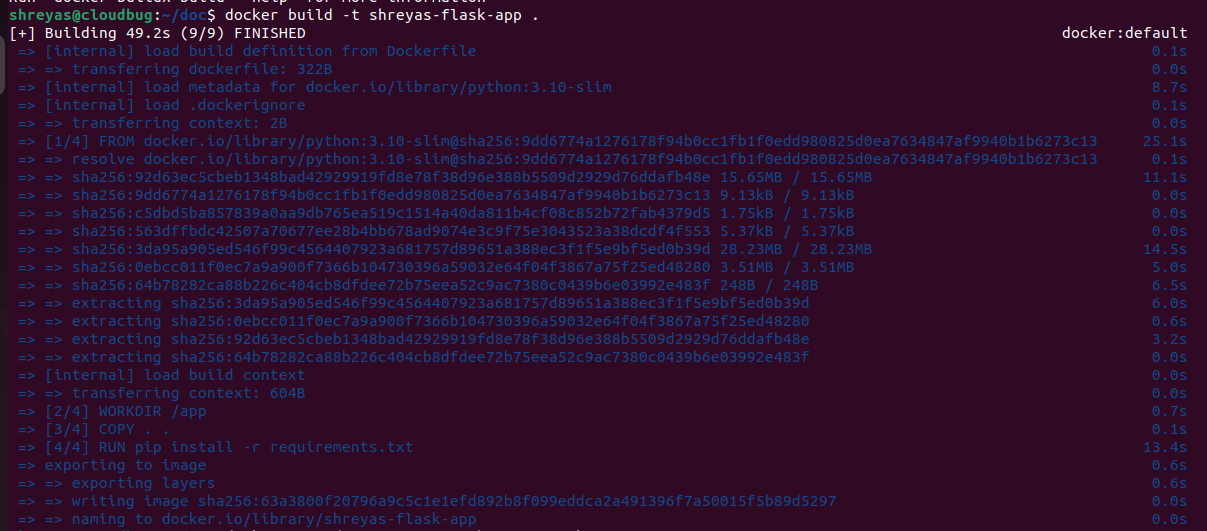 shreyas@cloudbug:~/doc$ docker build -t shreyas-flask-app .
[+] Building 49.2s (9/9) FINISHED docker:default
=> [internal] load build definition from Dockerfile 0.1s
=> => transferring dockerfile: 322B 0.0s
=> [internal] load metadata for docker.io/library/python:3.10-slim 8.7s
=> [internal] load .dockerignore 0.1s
=> => transferring context: 2B 0.0s
=> [1/4] FROM docker.io/library/python:3.10-slim@sha256:9dd6774a1276178f94b0cc1fb1f0edd980825d0ea7634847af9940b1b6273c13 25.1s
=> => resolve docker.io/library/python:3.10-slim@sha256:9dd6774a1276178f94b0cc1fb1f0edd980825d0ea7634847af9940b1b6273c13 0.1s
=> => sha256:92d63ec5cbeb1348bad42929919fd8e78f38d96e388b5509d2929d76ddafb48e 15.65MB / 15.65MB 11.1s
=> => sha256:9dd6774a1276178f94b0cc1fb1f0edd980825d0ea7634847af9940b1b6273c13 9.13kB / 9.13kB 0.0s
=> => sha256:c5dbd5ba857839a0aa9db765ea519c1514a40da811b4cf08c852b72fab4379d5 1.75kB / 1.75kB 0.0s
=> => sha256:563dffbdc42507a70677ee28b4bb678ad9074e3c9f75e3043523a38dcdf4f553 5.37kB / 5.37kB 0.0s
=> => sha256:3da95a905ed546f99c4564407923a681757d89651a388ec3f1f5e9bf5ed0b39d 28.23MB / 28.23MB 14.5s
=> => sha256:0ebcc011f0ec7a9a900f7366b104730396a59032e64f04f3867a75f25ed48280 3.51MB / 3.51MB 5.0s
=> => sha256:64b78282ca88b226c404cb8dfdee72b75eea52c9ac7380c0439b6e03992e483f 248B / 248B 6.5s
=> => extracting sha256:3da95a905ed546f99c4564407923a681757d89651a388ec3f1f5e9bf5ed0b39d 6.0s
=> => extracting sha256:0ebcc011f0ec7a9a900f7366b104730396a59032e64f04f3867a75f25ed48280 0.6s
=> => extracting sha256:92d63ec5cbeb1348bad42929919fd8e78f38d96e388b5509d2929d76ddafb48e 3.2s
=> => extracting sha256:64b78282ca88b226c404cb8dfdee72b75eea52c9ac7380c0439b6e03992e483f 0.0s
=> [internal] load build context 0.0s
=> => transferring context: 604B 0.0s
=> [2/4] WORKDIR /app 0.7s
=> [3/4] COPY . . 0.1s
=> [4/4] RUN pip install -r requirements.txt 13.4s
=> exporting to image 0.6s
=> => exporting layers 0.6s
=> => writing image sha256:63a3800f20796a9c5c1e1efd892b8f099eddca2a491396f7a50015f5b89d5297 0.0s
=> => naming to docker.io/library/shreyas-flask-app 0.0s